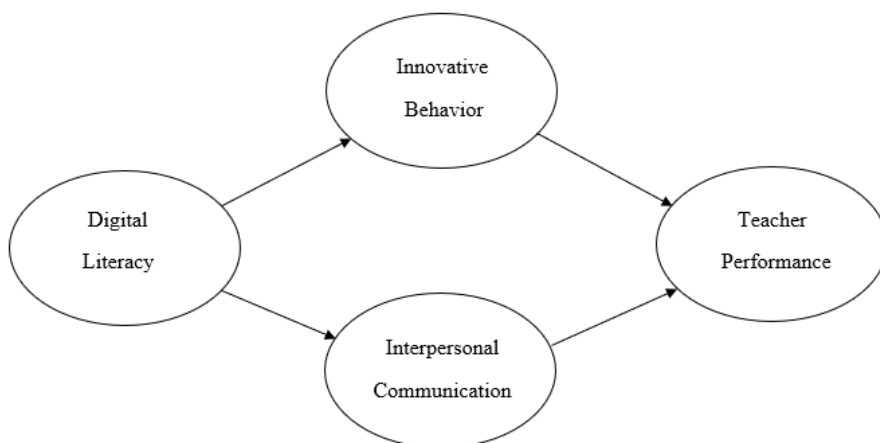 Innovative
Behavior
Digital
Literacy
Teacher
Performance
Interpersonal
Communication